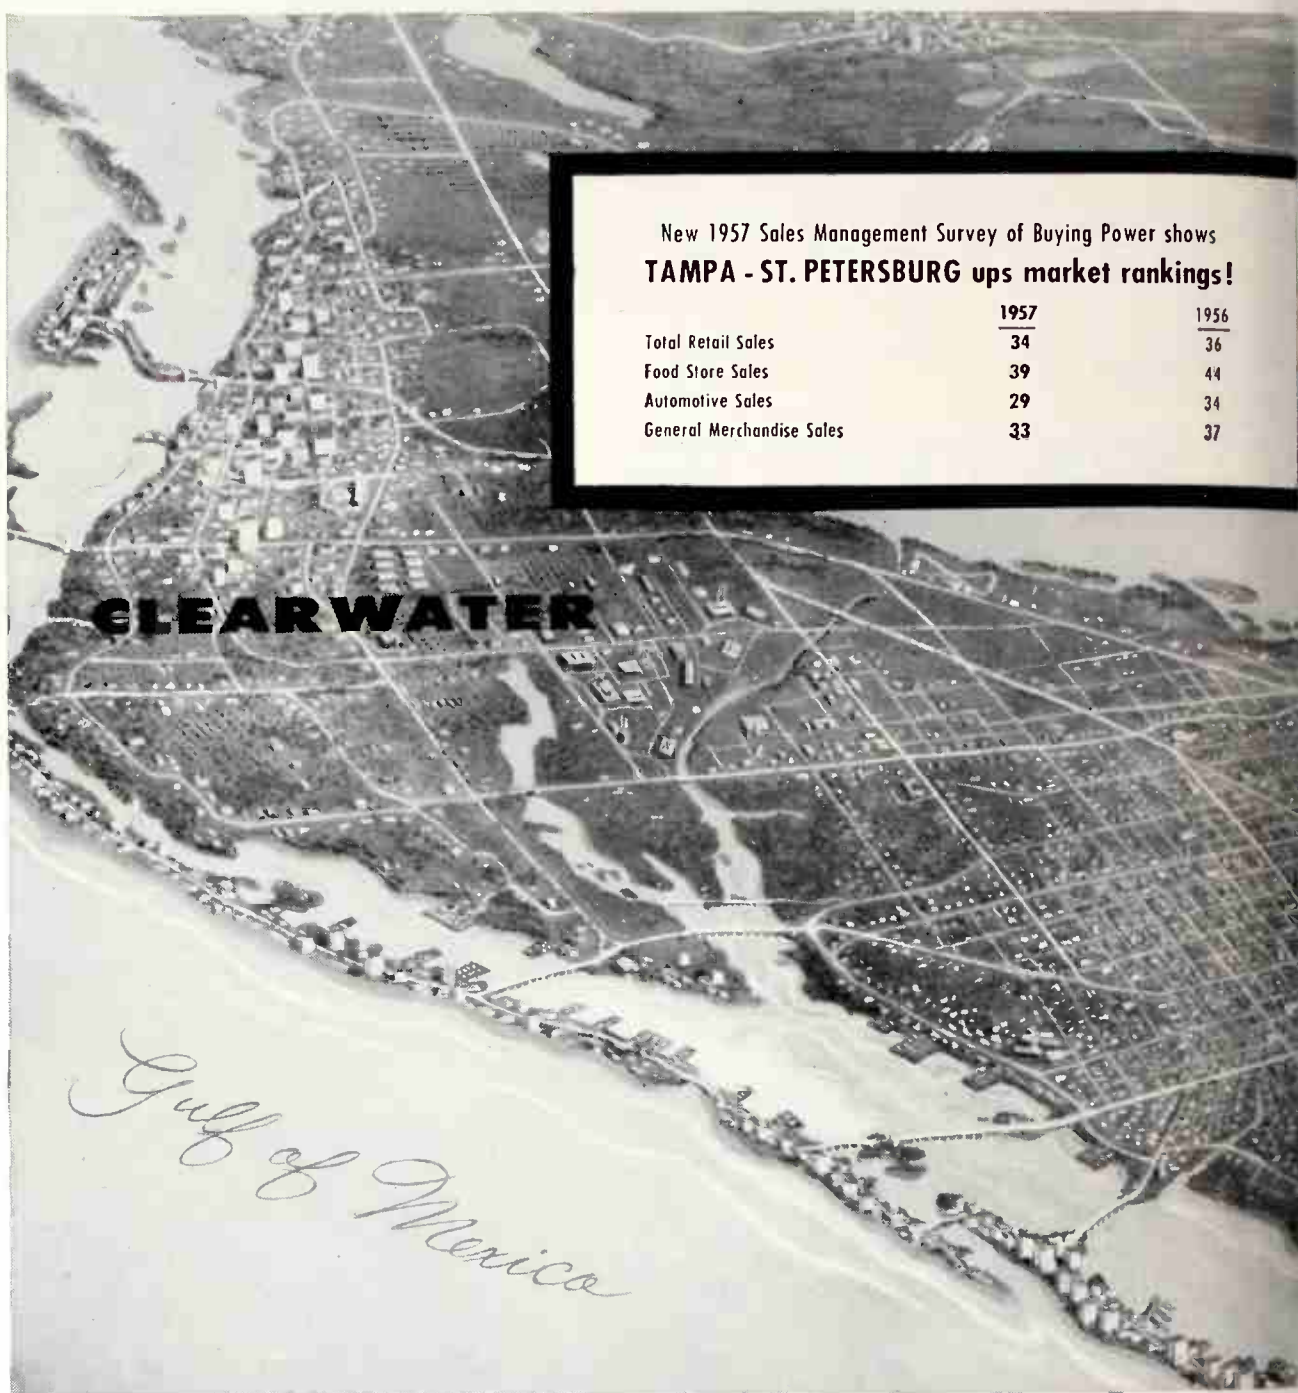 New 1957 Sales Management Survey of Buying Power shows
TAMPA - ST. PETERSBURG ups market rankings!
1957 1956
Total Retail Sales 34 36
Food Store Sales 39 44
Automotive Sales 29 34
General Merchandise Sales 33 37
CLEARWATER
Gulf of Mexico